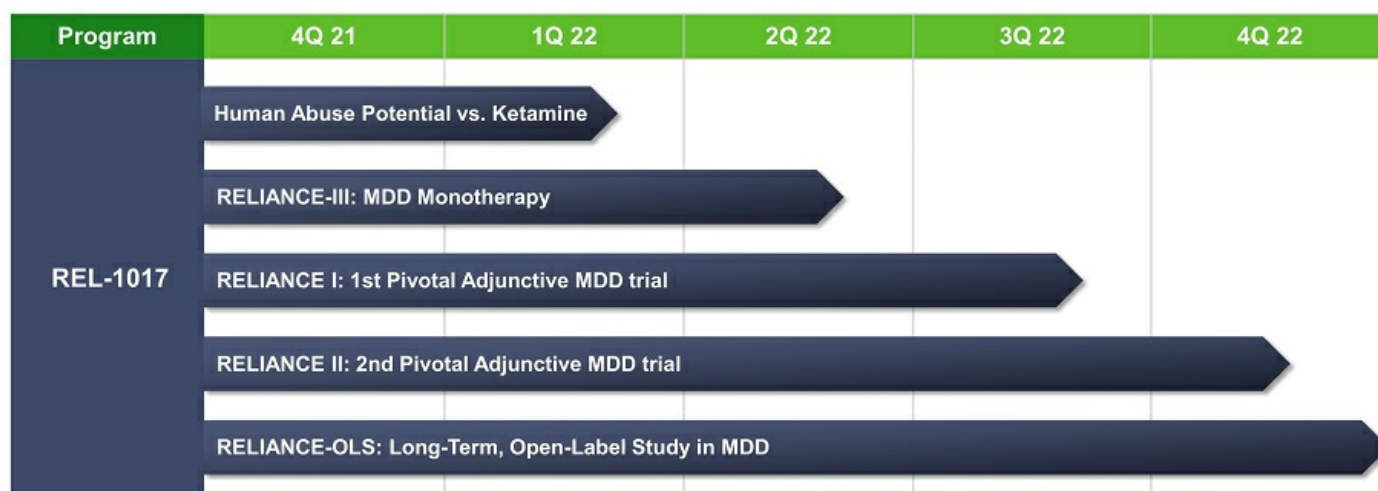 Program 4Q 21 1Q 22 2Q 22 3Q 22 4Q 22
Human Abuse Potential vs. Ketamine
RELIANCE-III: MDD Monotherapy
REL-1017
RELIANCE I: 1st Pivotal Adjunctive MDD trial
RELIANCE II: 2nd Pivotal Adjunctive MDD trial
RELIANCE-OLS: Long-Term, Open-Label Study in MDD